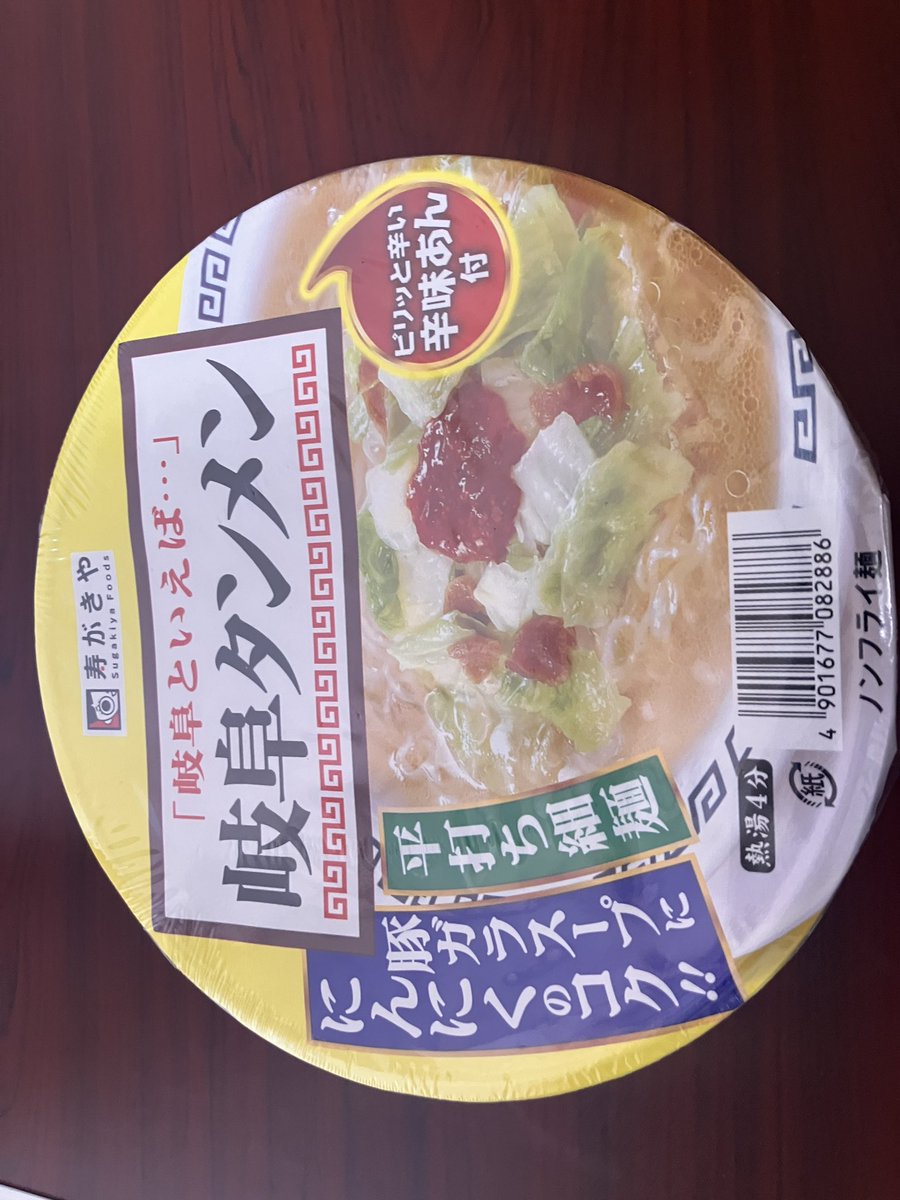 寿がきや
Sugakiya Foods
「岐阜といえば…」
岐阜タンメン
ピリッと辛い
辛味あん
付
豚ガラスープに
にんにくのコク!!
平打ち細麺
熱湯4分
紙
4 901677 082886
ノンフライ麺